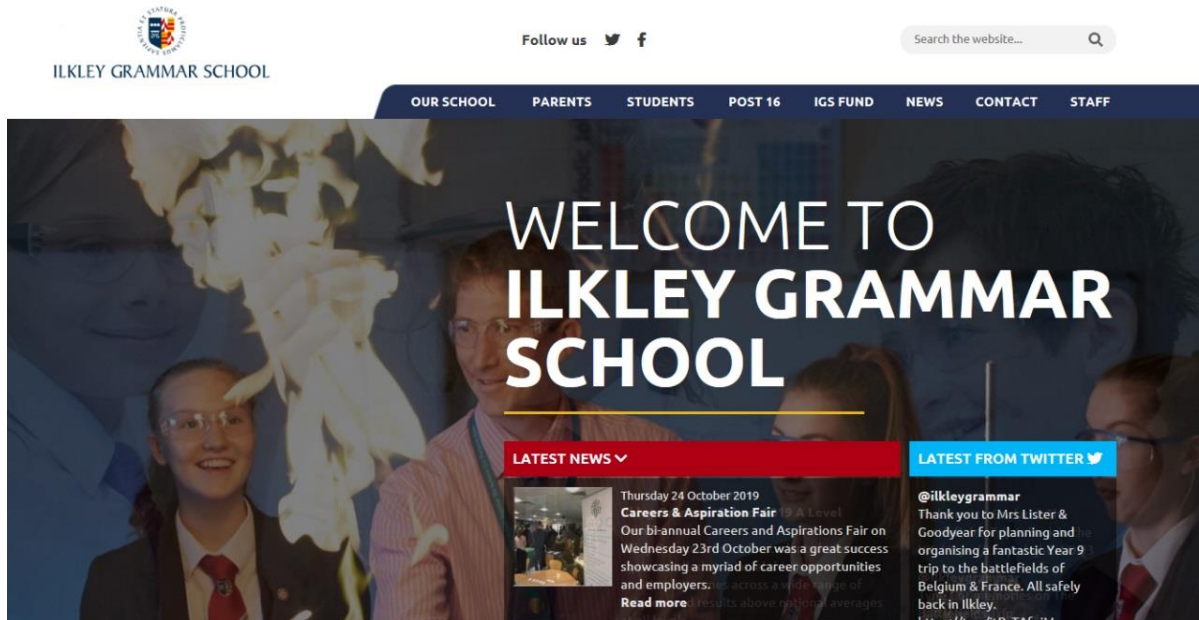 ILKLEY GRAMMAR SCHOOL
Follow us
Search the website...
OUR SCHOOL PARENTS STUDENTS POST 16 IGS FUND NEWS CONTACT STAFF
WELCOME TO
ILKLEY GRAMMAR
SCHOOL
LATEST NEWS
Thursday 24 October 2019
Careers & Aspiration Fair
Our bi-annual Careers and Aspirations Fair on
Wednesday 23rd October was a great success
showcasing a myriad of career opportunities
and employers.
Read more
LATEST FROM TWITTER
@ilkleygrammar
Thank you to Mrs Lister &
Goodyear for planning and
organising a fantastic Year 9
trip to the battlefields of
Belgium & France. All safely
back in Ilkley.